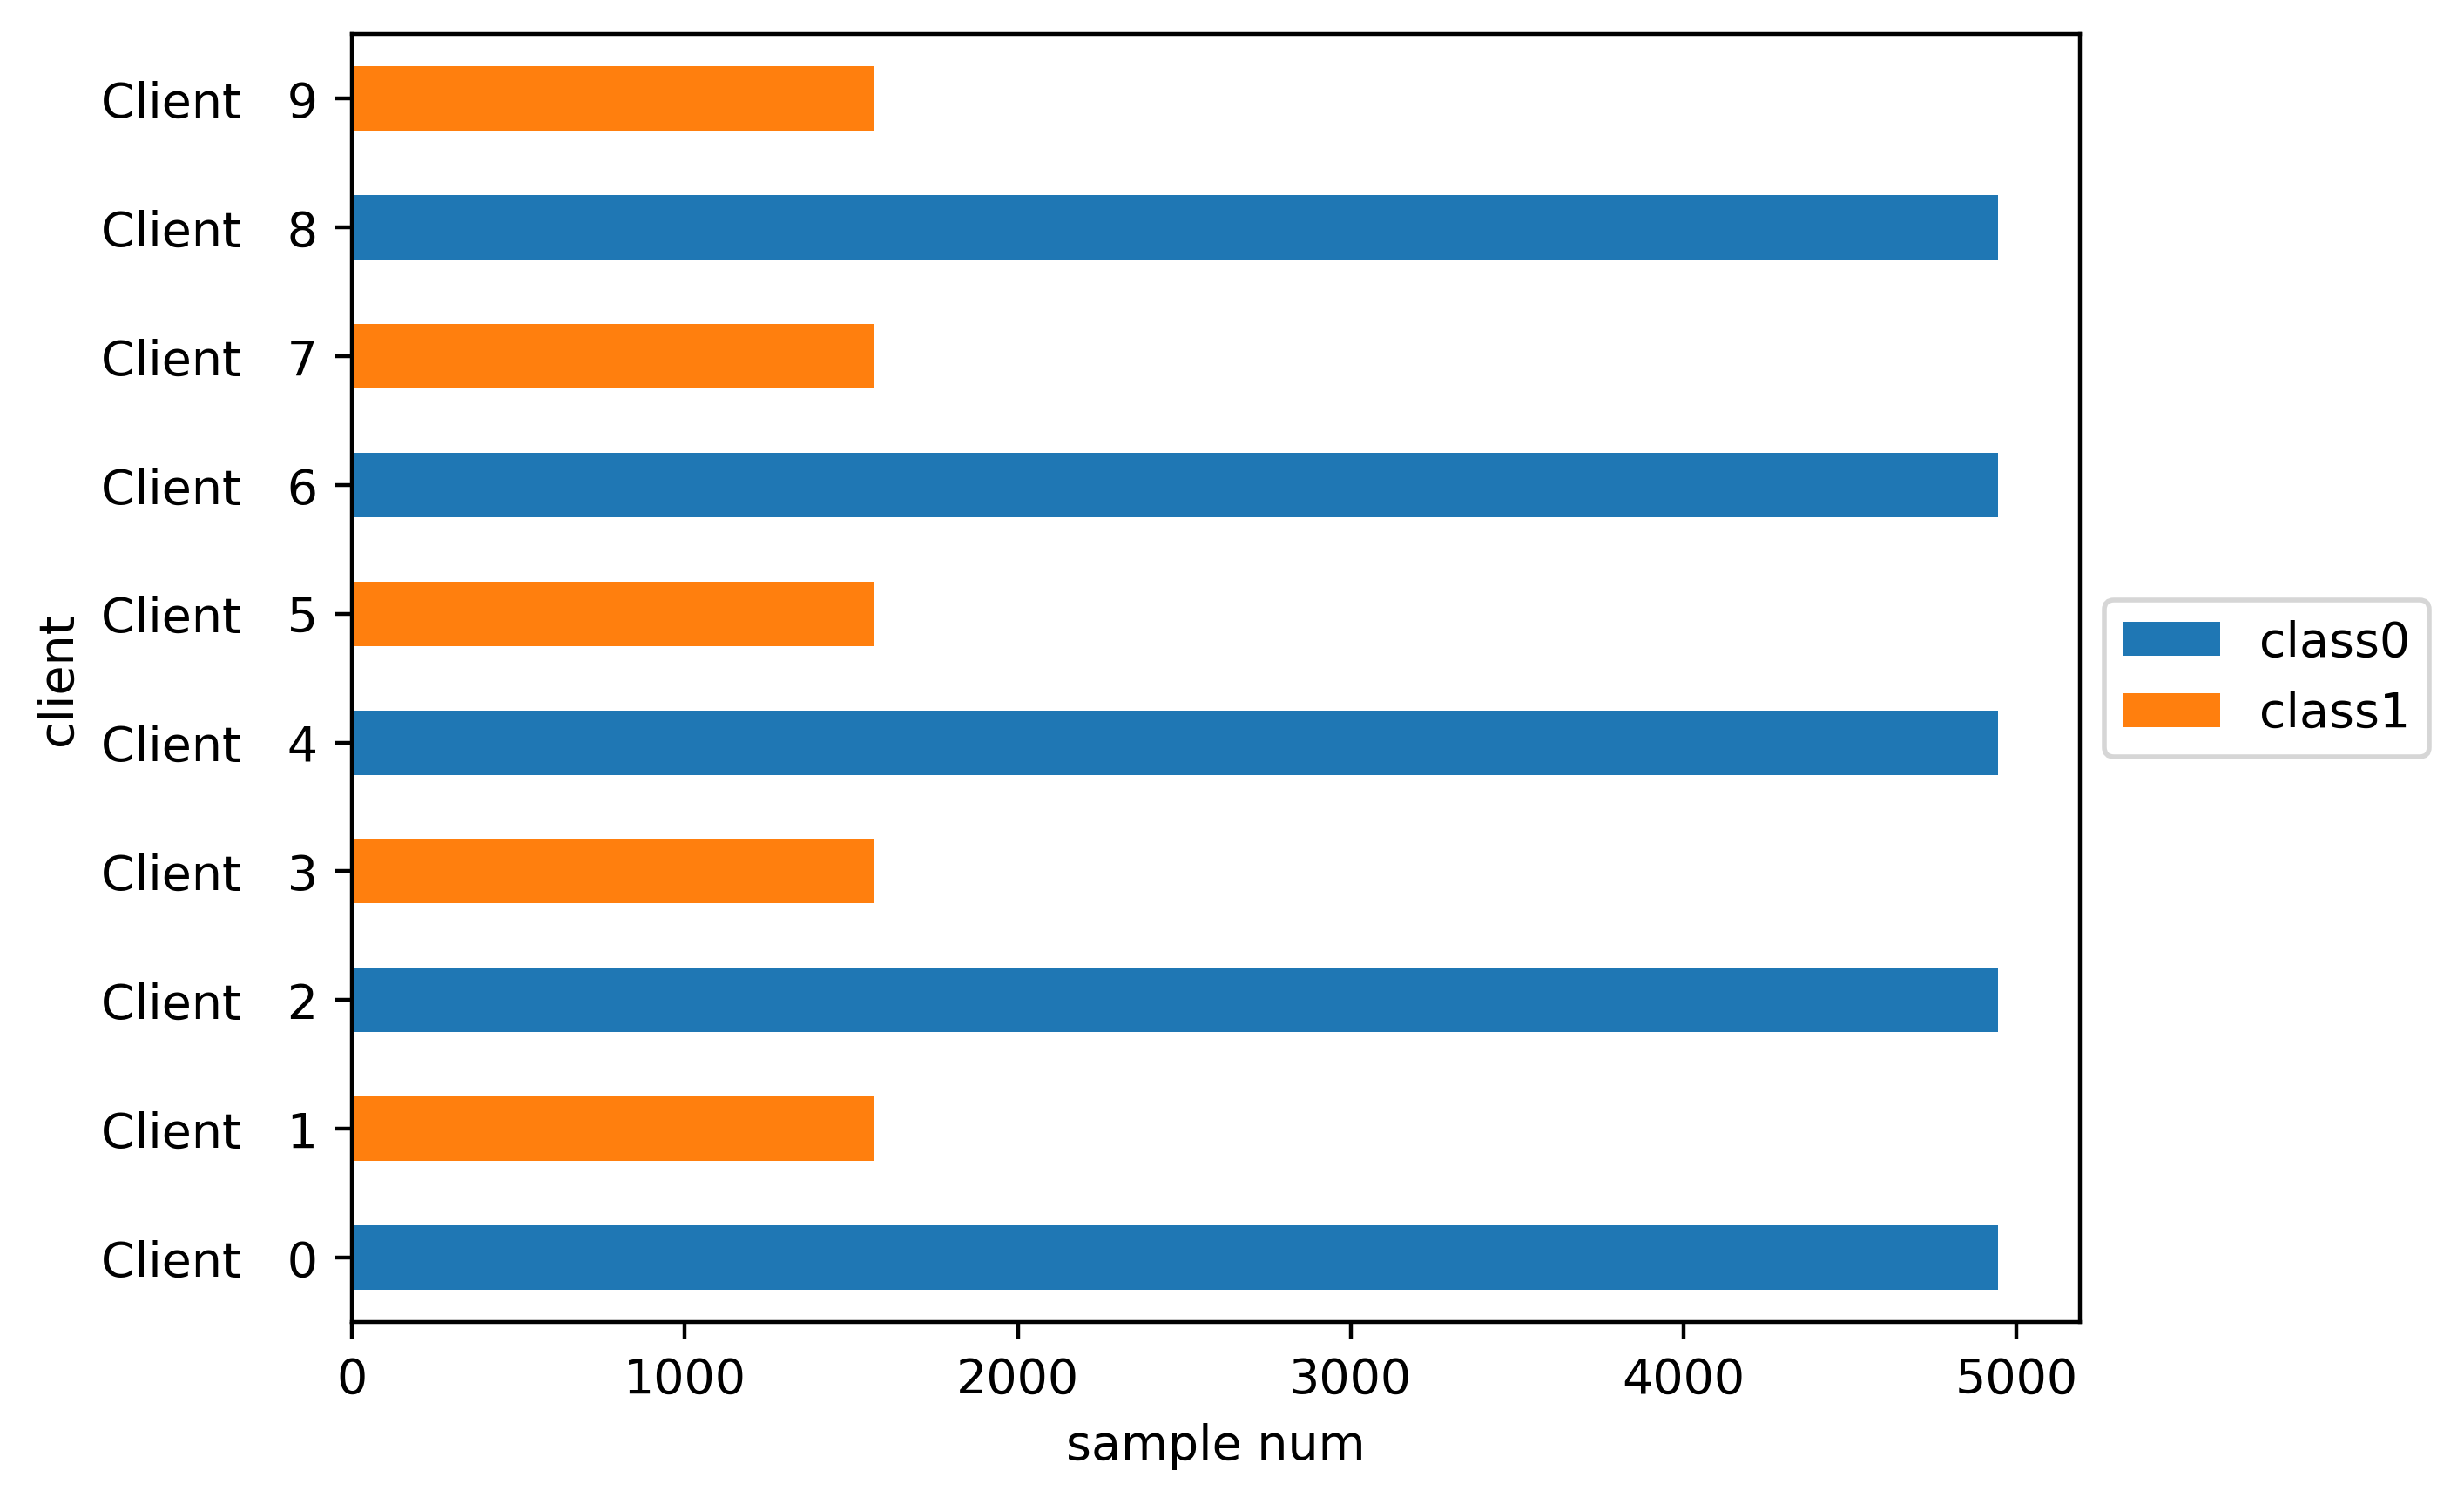 client
Client 9
Client 8
Client 7
Client 6
Client 5
Client 4
Client 3
Client 2
Client 1
Client 0
0 1000 2000 3000 4000 5000
sample num
class0
class1